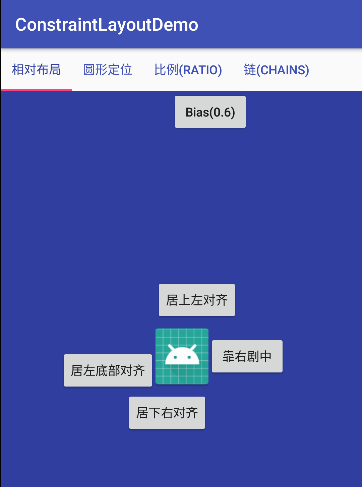 ConstraintLayoutDemo
相对布局 圆形定位 比例(RATIO) 链(CHAINS)
Bias(0.6)
居上左对齐
靠右剧中
居左底部对齐
居下右对齐